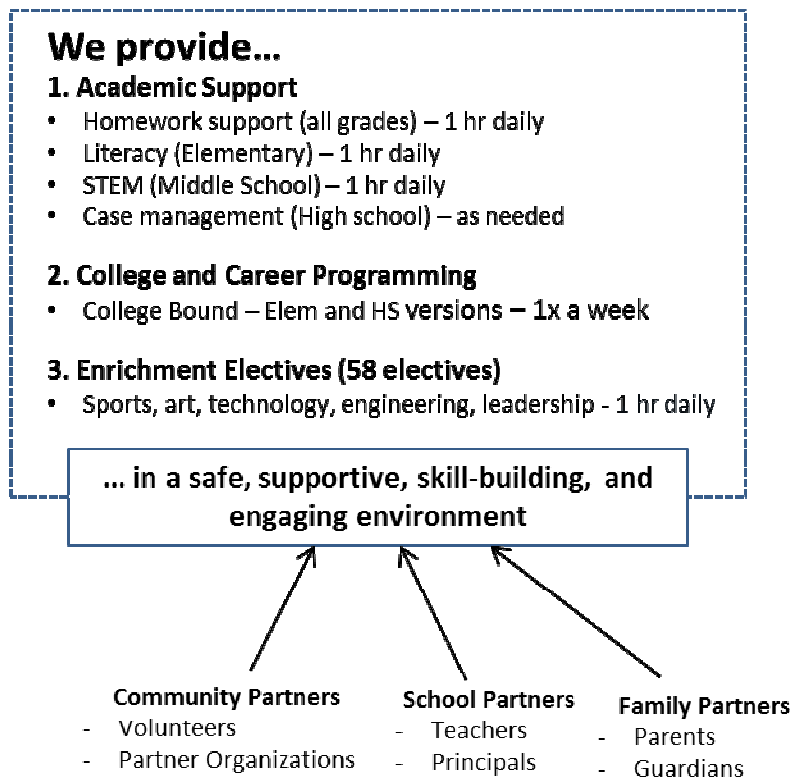 We provide...
1. Academic Support
• Homework support (all grades) – 1 hr daily
• Literacy (Elementary) – 1 hr daily
• STEM (Middle School) – 1 hr daily
• Case management (High school) – as needed
2. College and Career Programming
• College Bound – Elem and HS versions – 1x a week
3. Enrichment Electives (58 electives)
• Sports, art, technology, engineering, leadership - 1 hr daily
... in a safe, supportive, skill-building, and
engaging environment
Community Partners
- Volunteers
- Partner Organizations
School Partners
- Teachers
- Principals
Family Partners
- Parents
- Guardians